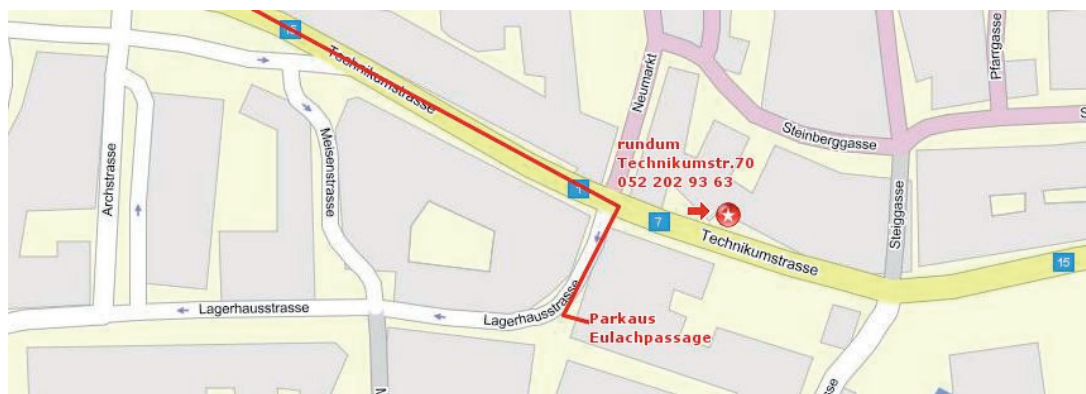 15
Technikumstrasse
Neumarkt
Pfarrgasse
Steinberggasse
S
rundum
Technikumstr.70
052 202 93 63
Meisenstrasse
Archstrasse
7
Technikumstrasse
Steiggasse
15
Lagerhausstrasse
Lagerhausstrasse
Parkaus
Eulachpassage